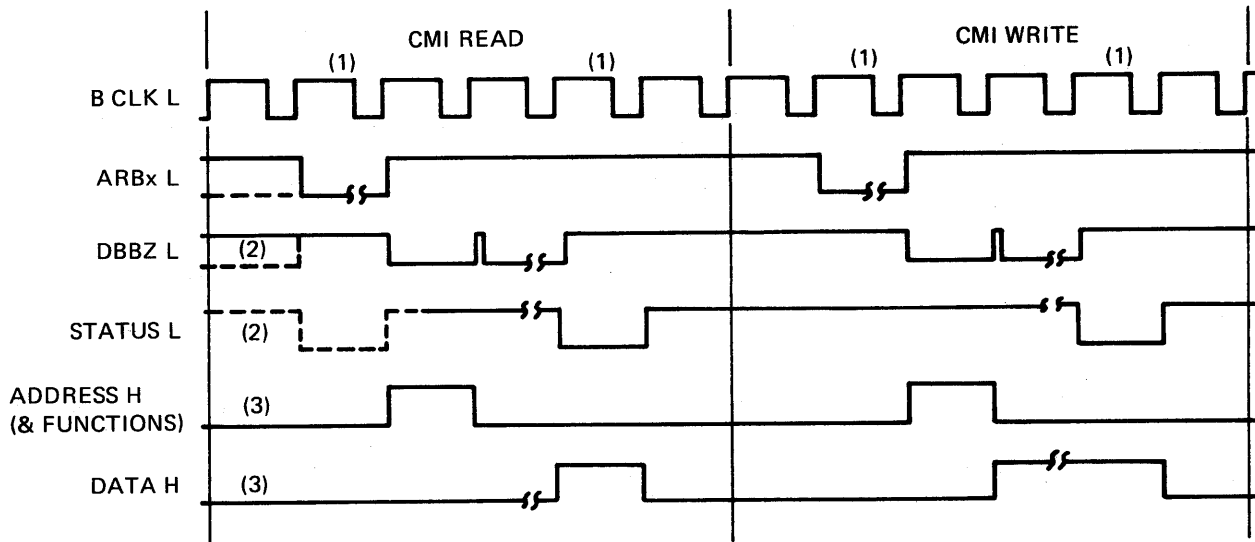 CMI READ
CMI WRITE
(1)
(1)
(1)
(1)
B CLK L
ARBx L
DBBZ L
(2)
STATUS L
(2)
ADDRESS H
(& FUNCTIONS)
(3)
DATA H
(3)